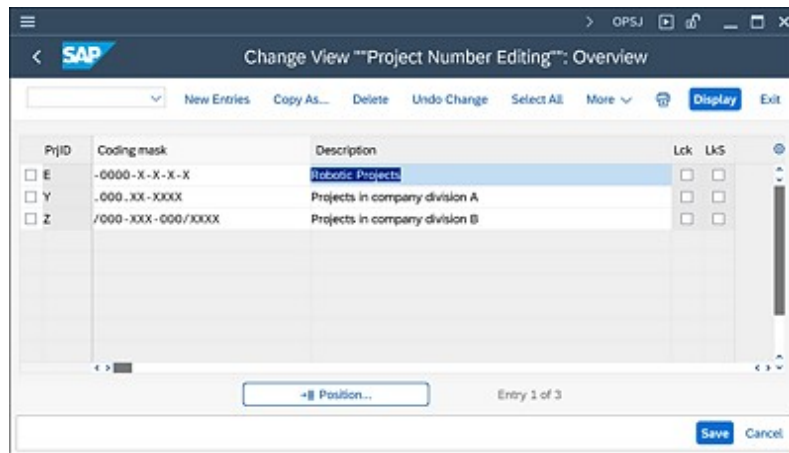 OPSJ
SAP
Change View ""Project Number Editing"": Overview
New Entries Copy As... Delete Undo Change Select All More Display Exit
PrjID Coding mask Description Lck LkS
E -0000-X-X-X-X Robotic Projects
Y .000.XX-XXXX Projects in company division A
Z /000-XXX-000/XXXX Projects in company division B
Position... Entry 1 of 3
Save Cancel